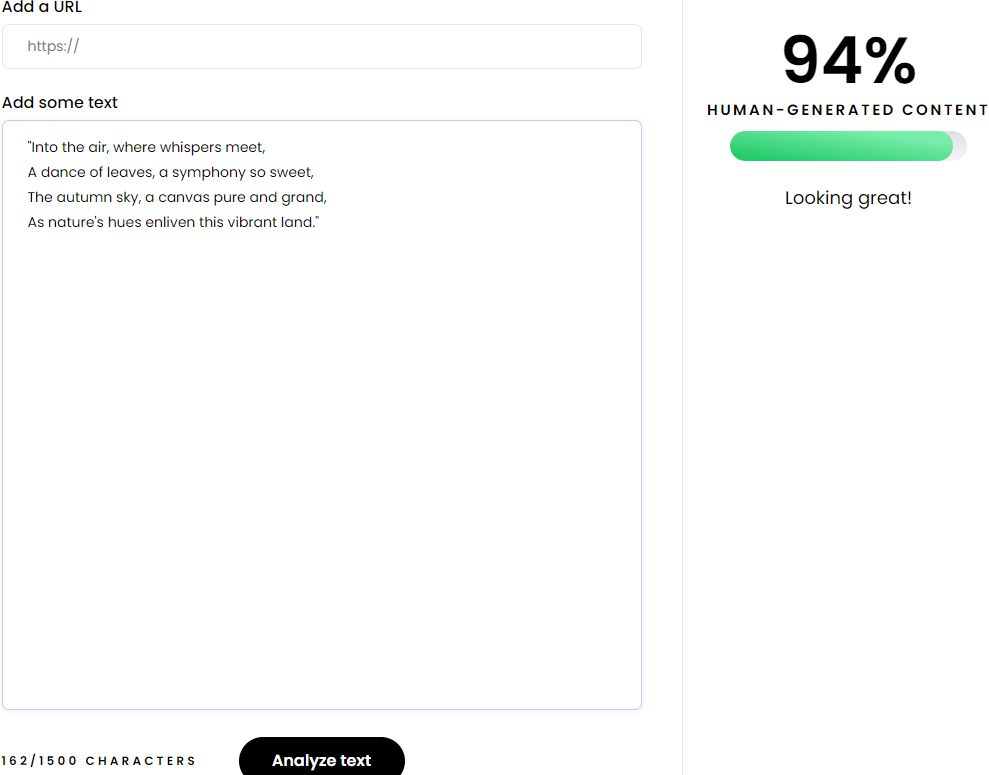 Add a URL
https://
Add some text
"Into the air, where whispers meet,
A dance of leaves, a symphony so sweet,
The autumn sky, a canvas pure and grand,
As nature's hues enliven this vibrant land."
162/1500 CHARACTERS
Analyze text
94%
HUMAN-GENERATED CONTENT
Looking great!